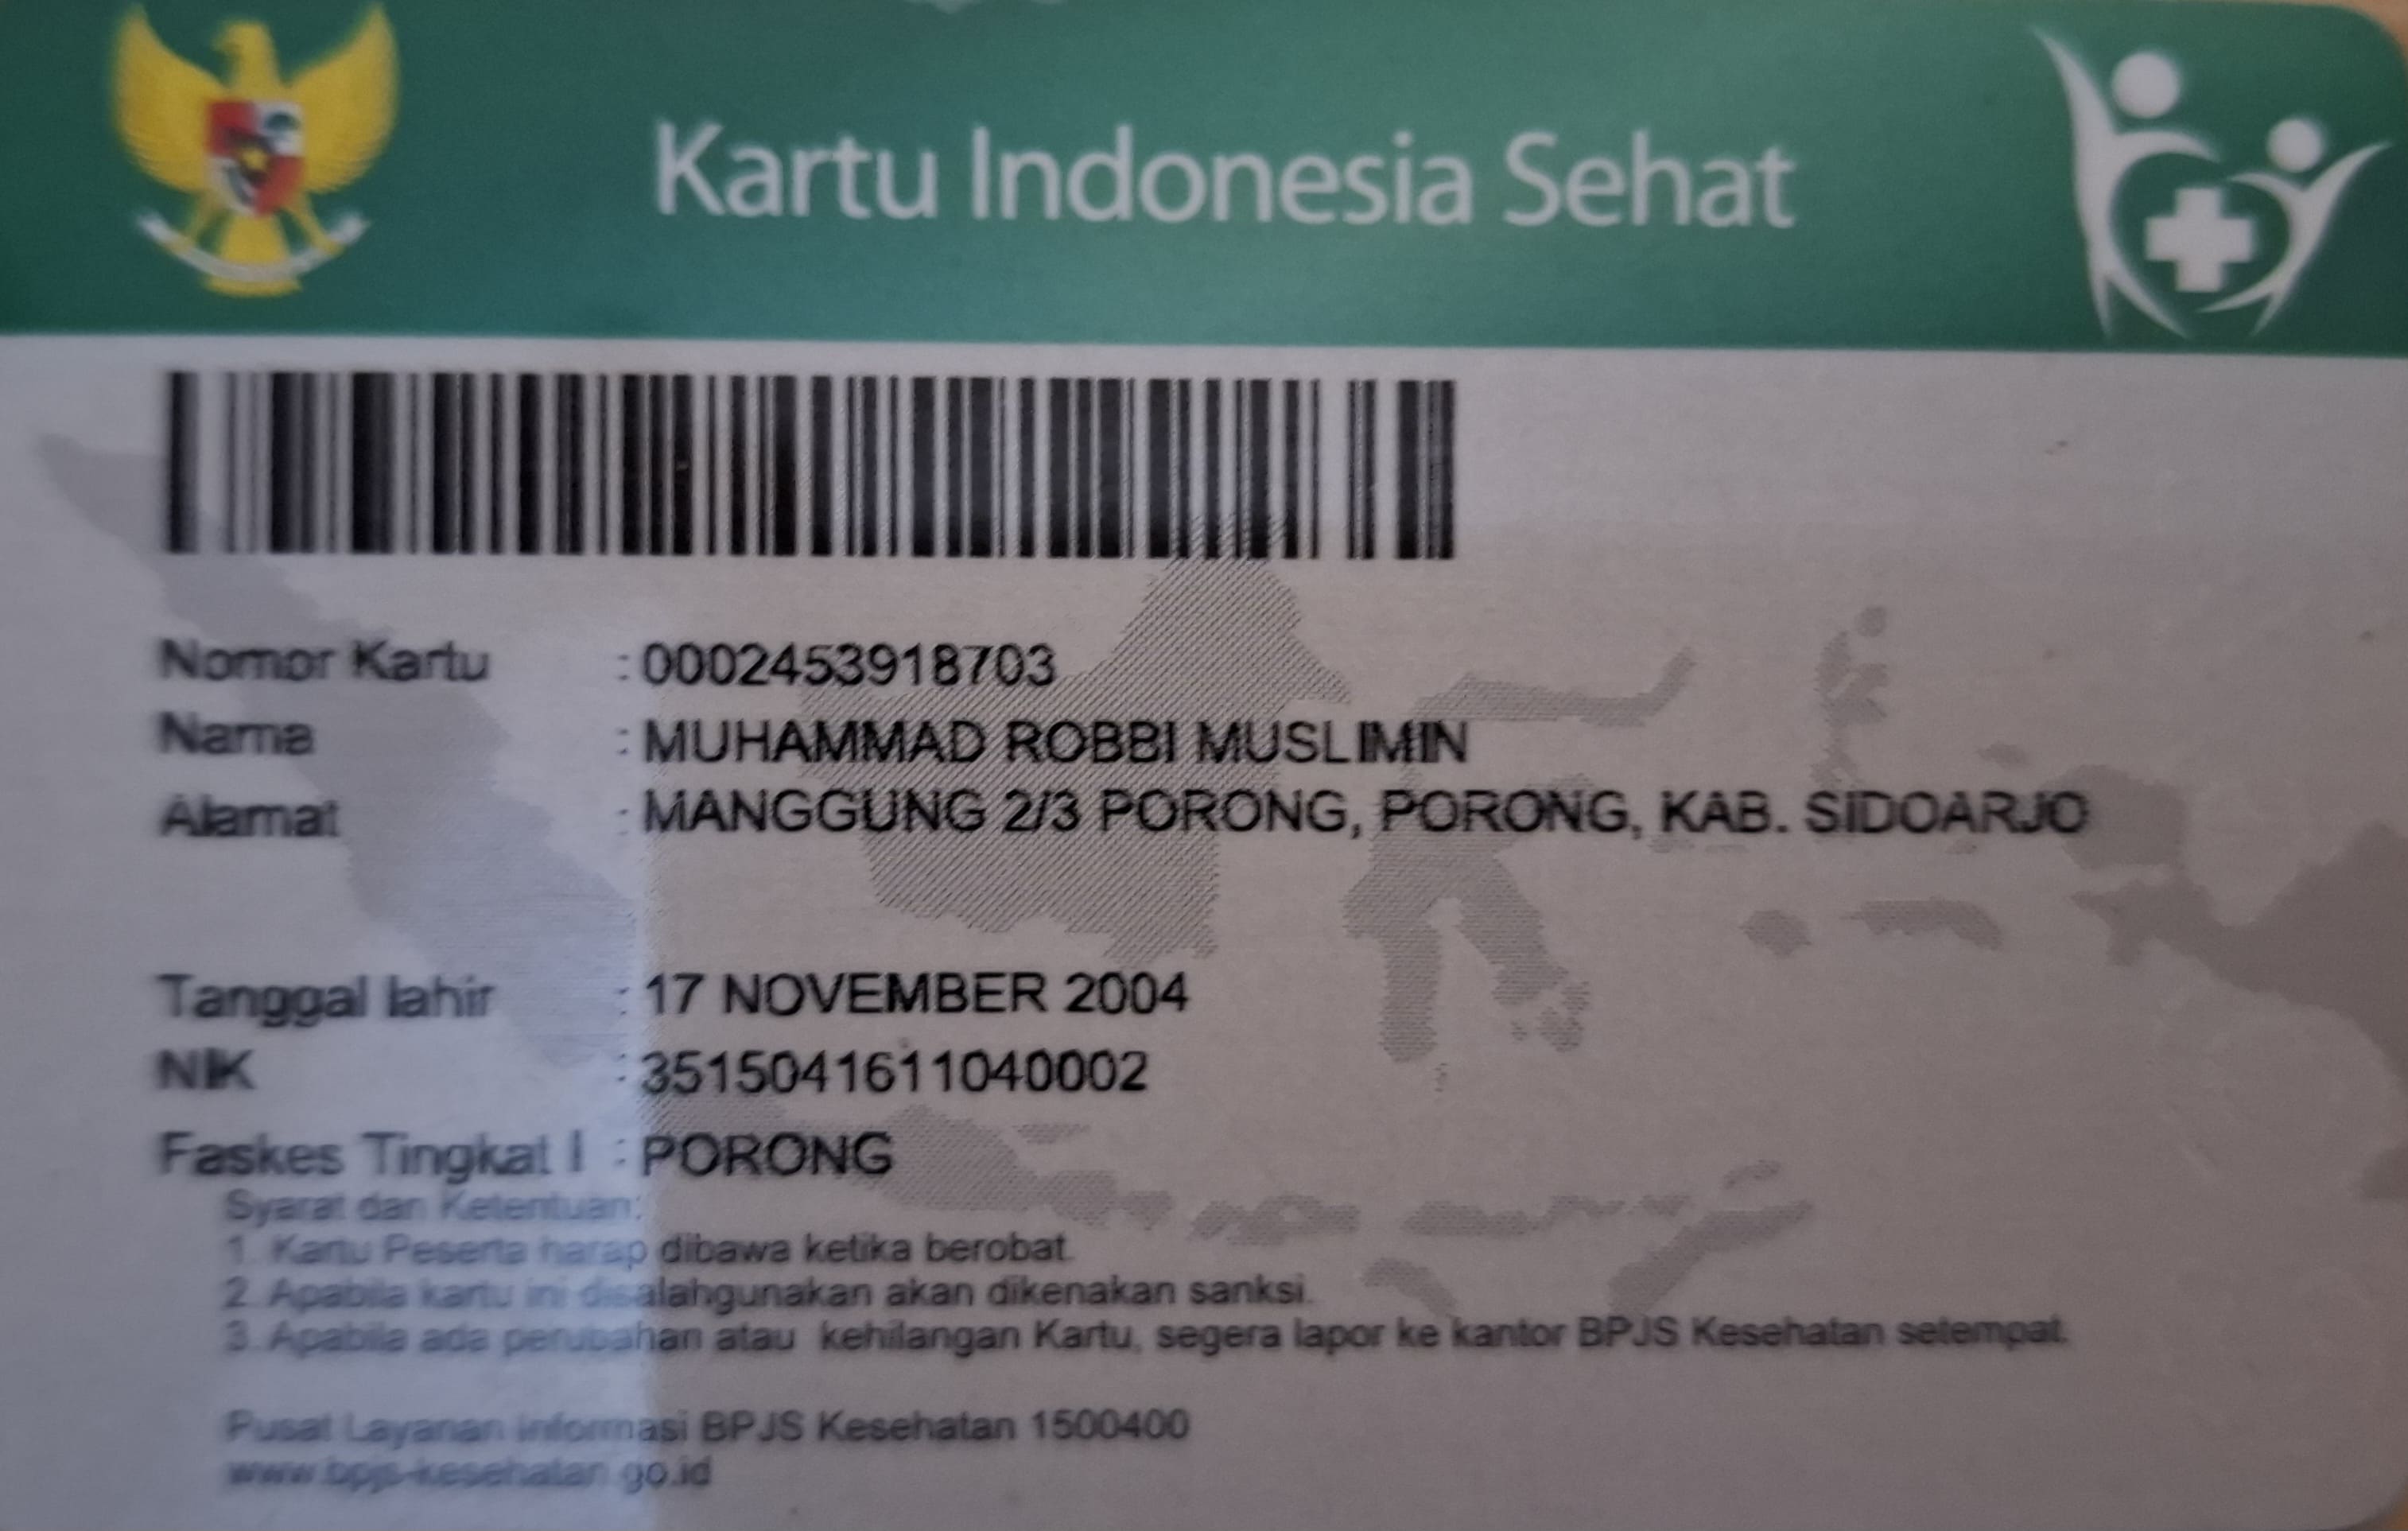 Kartu Indonesia Sehat
Nomor Kartu : 0002453918703
Nama : MUHAMMAD ROBBI MUSLIMIN
Alamat : MANGGUNG 2/3 PORONG, PORONG, KAB. SIDOARJO
Tanggal lahir : 17 NOVEMBER 2004
NIK : 3515041611040002
Faskes Tingkat I : PORONG
Syarat dan Ketentuan:
1. Kartu Peserta harap dibawa ketika berobat.
2. Apabila kartu ini disalahgunakan akan dikenakan sanksi.
3. Apabila ada perubahan atau kehilangan Kartu, segera lapor ke kantor BPJS Kesehatan setempat.
Pusat Layanan Informasi BPJS Kesehatan 1500400
www.bpjs-kesehatan.go.id